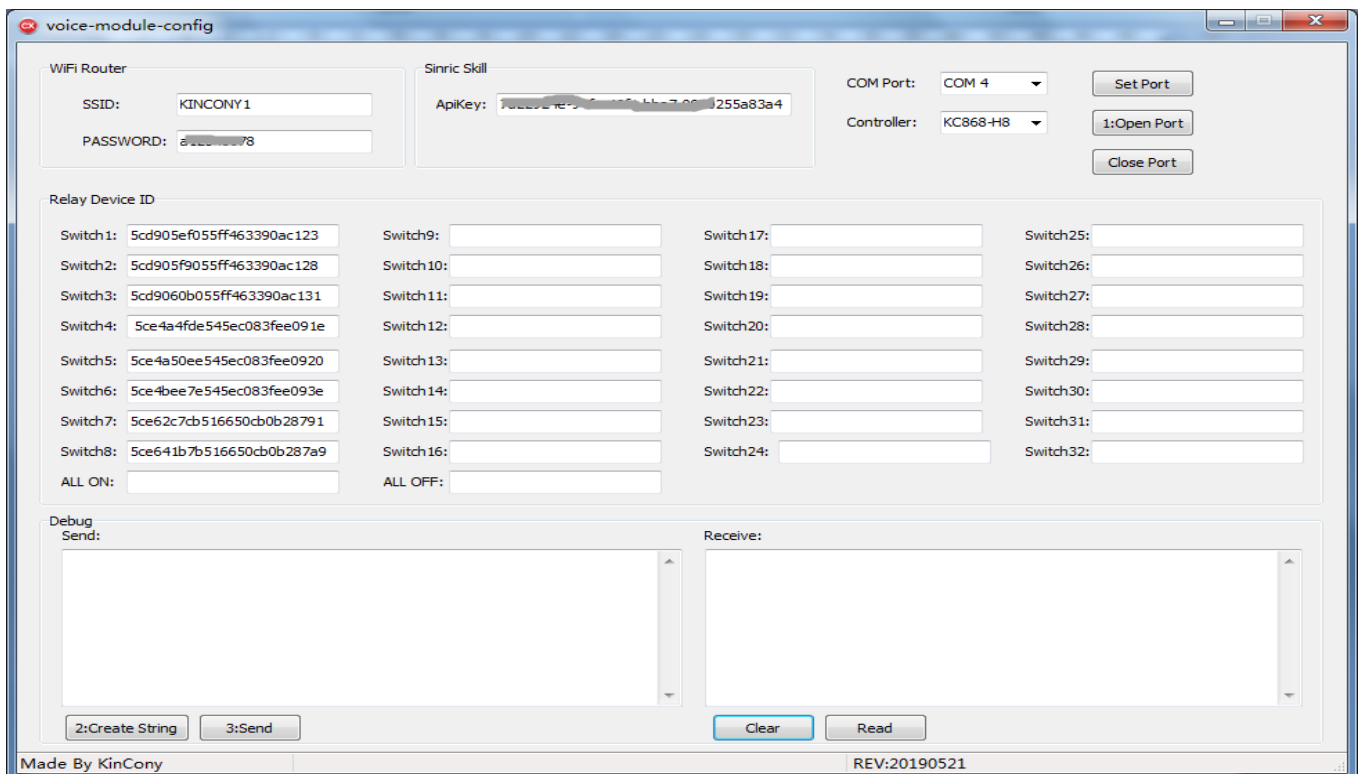 voice-module-config
WiFi Router
SSID: KINCONY1
PASSWORD: 78
Sinric Skill
ApiKey: 255a83a4
COM Port: COM 4
Set Port
Controller: KC868-H8
1:Open Port
Close Port
Relay Device ID
Switch1: 5cd905ef055ff463390ac123 Switch9: Switch17: Switch25:
Switch2: 5cd905f9055ff463390ac128 Switch10: Switch18: Switch26:
Switch3: 5cd9060b055ff463390ac131 Switch11: Switch19: Switch27:
Switch4: 5ce4a4fde545ec083fee091e Switch12: Switch20: Switch28:
Switch5: 5ce4a50ee545ec083fee0920 Switch13: Switch21: Switch29:
Switch6: 5ce4bee7e545ec083fee093e Switch14: Switch22: Switch30:
Switch7: 5ce62c7cb516650cb0b28791 Switch15: Switch23: Switch31:
Switch8: 5ce641b7b516650cb0b287a9 Switch16: Switch24: Switch32:
ALL ON: ALL OFF:
Debug
Send: Receive:
2:Create String 3:Send Clear Read
Made By KinCony REV:20190521